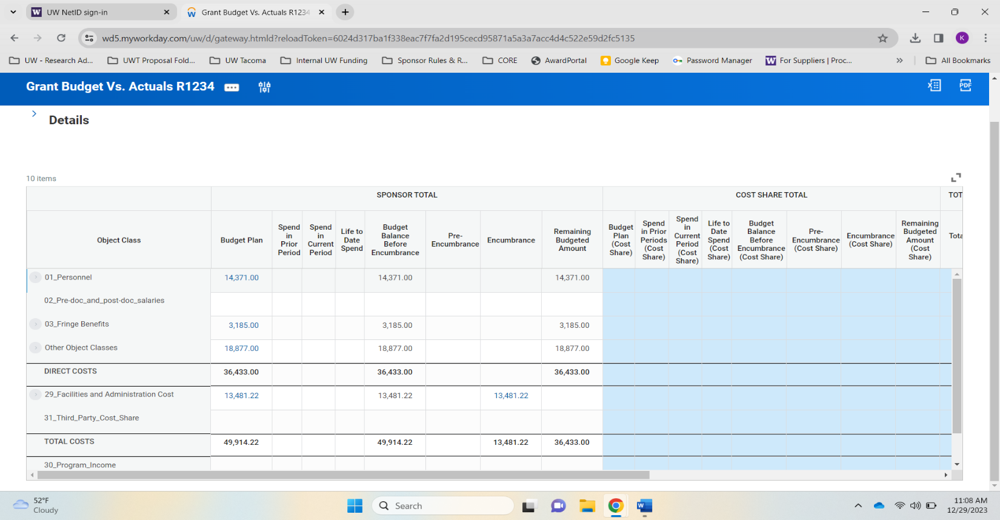 UW NetID sign-in
Grant Budget Vs. Actuals R1234
wd5.myworkday.com/uw/d/gateway.htmld?reloadToken=6024d317ba1f338eac7f7fa2d195cecd95871a5a3a7acc4d4c522e59d2fc5135
K
UW - Research Ad... UWT Proposal Fold... UW Tacoma Internal UW Funding Sponsor Rules & R... CORE AwardPortal Google Keep Password Manager For Suppliers | Proc... » All Bookmarks
Grant Budget Vs. Actuals R1234
PDF
Details
10 items
SPONSOR TOTAL COST SHARE TOTAL TOT
Object Class
Budget Plan
Spend
in
Prior
Period
Spend
in
Current
Period
Life to
Date
Spend
Budget
Balance
Before
Encumbrance
Pre-
Encumbrance
Encumbrance
Remaining
Budgeted
Amount
Budget
Plan
(Cost
Share)
Spend
in Prior
Periods
(Cost
Share)
Spend
in
Current
Period
(Cost
Share)
Life to
Date
Spend
(Cost
Share)
Budget
Balance
Before
Encumbrance
(Cost Share)
Pre-
Encumbrance
(Cost Share)
Encumbrance
(Cost Share)
Remaining
Budgeted
Amount
(Cost
Share)
Tota
01_Personnel 14,371.00 14,371.00 14,371.00
02_Pre-doc_and_post-doc_salaries
03_Fringe Benefits 3,185.00 3,185.00 3,185.00
Other Object Classes 18,877.00 18,877.00 18,877.00
DIRECT COSTS 36,433.00 36,433.00 36,433.00
29_Facilities and Administration Cost 13,481.22 13,481.22 13,481.22
31_Third_Party_Cost_Share
TOTAL COSTS 49,914.22 49,914.22 13,481.22 36,433.00
30_Program_Income
52°F
Cloudy
Search
11:08 AM
12/29/2023